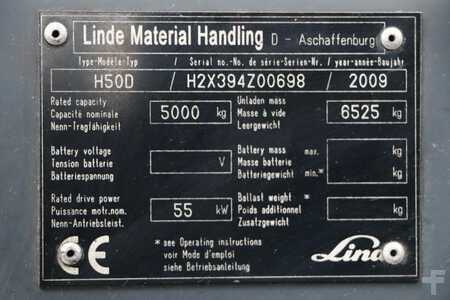 Linde Material Handling D - Aschaffenburg
Type-Modèle-Typ / Serial no.-No. de série-Serien-Nr. / year-année-Baujahr
H50D / H2X394Z00698 / 2009
Rated capacity
Capacité nominale
Nenn-Tragfähigkeit
5000 kg
Unladen mass
Masse à vide
Leergewicht
6525 kg
Battery voltage
Tension batterie
Batteriespannung
V
Battery mass max.
Masse batterie
Batteriegewicht min.*
kg
kg
Rated drive power
Puissance motr.nom.
Nenn-Antriebsleist.
55 kW
Ballast weight *
Poids additionnel
Zusatzgewicht
kg
CE
* see Operating instructions
voir Mode d'emploi
siehe Betriebsanleitung
Linde